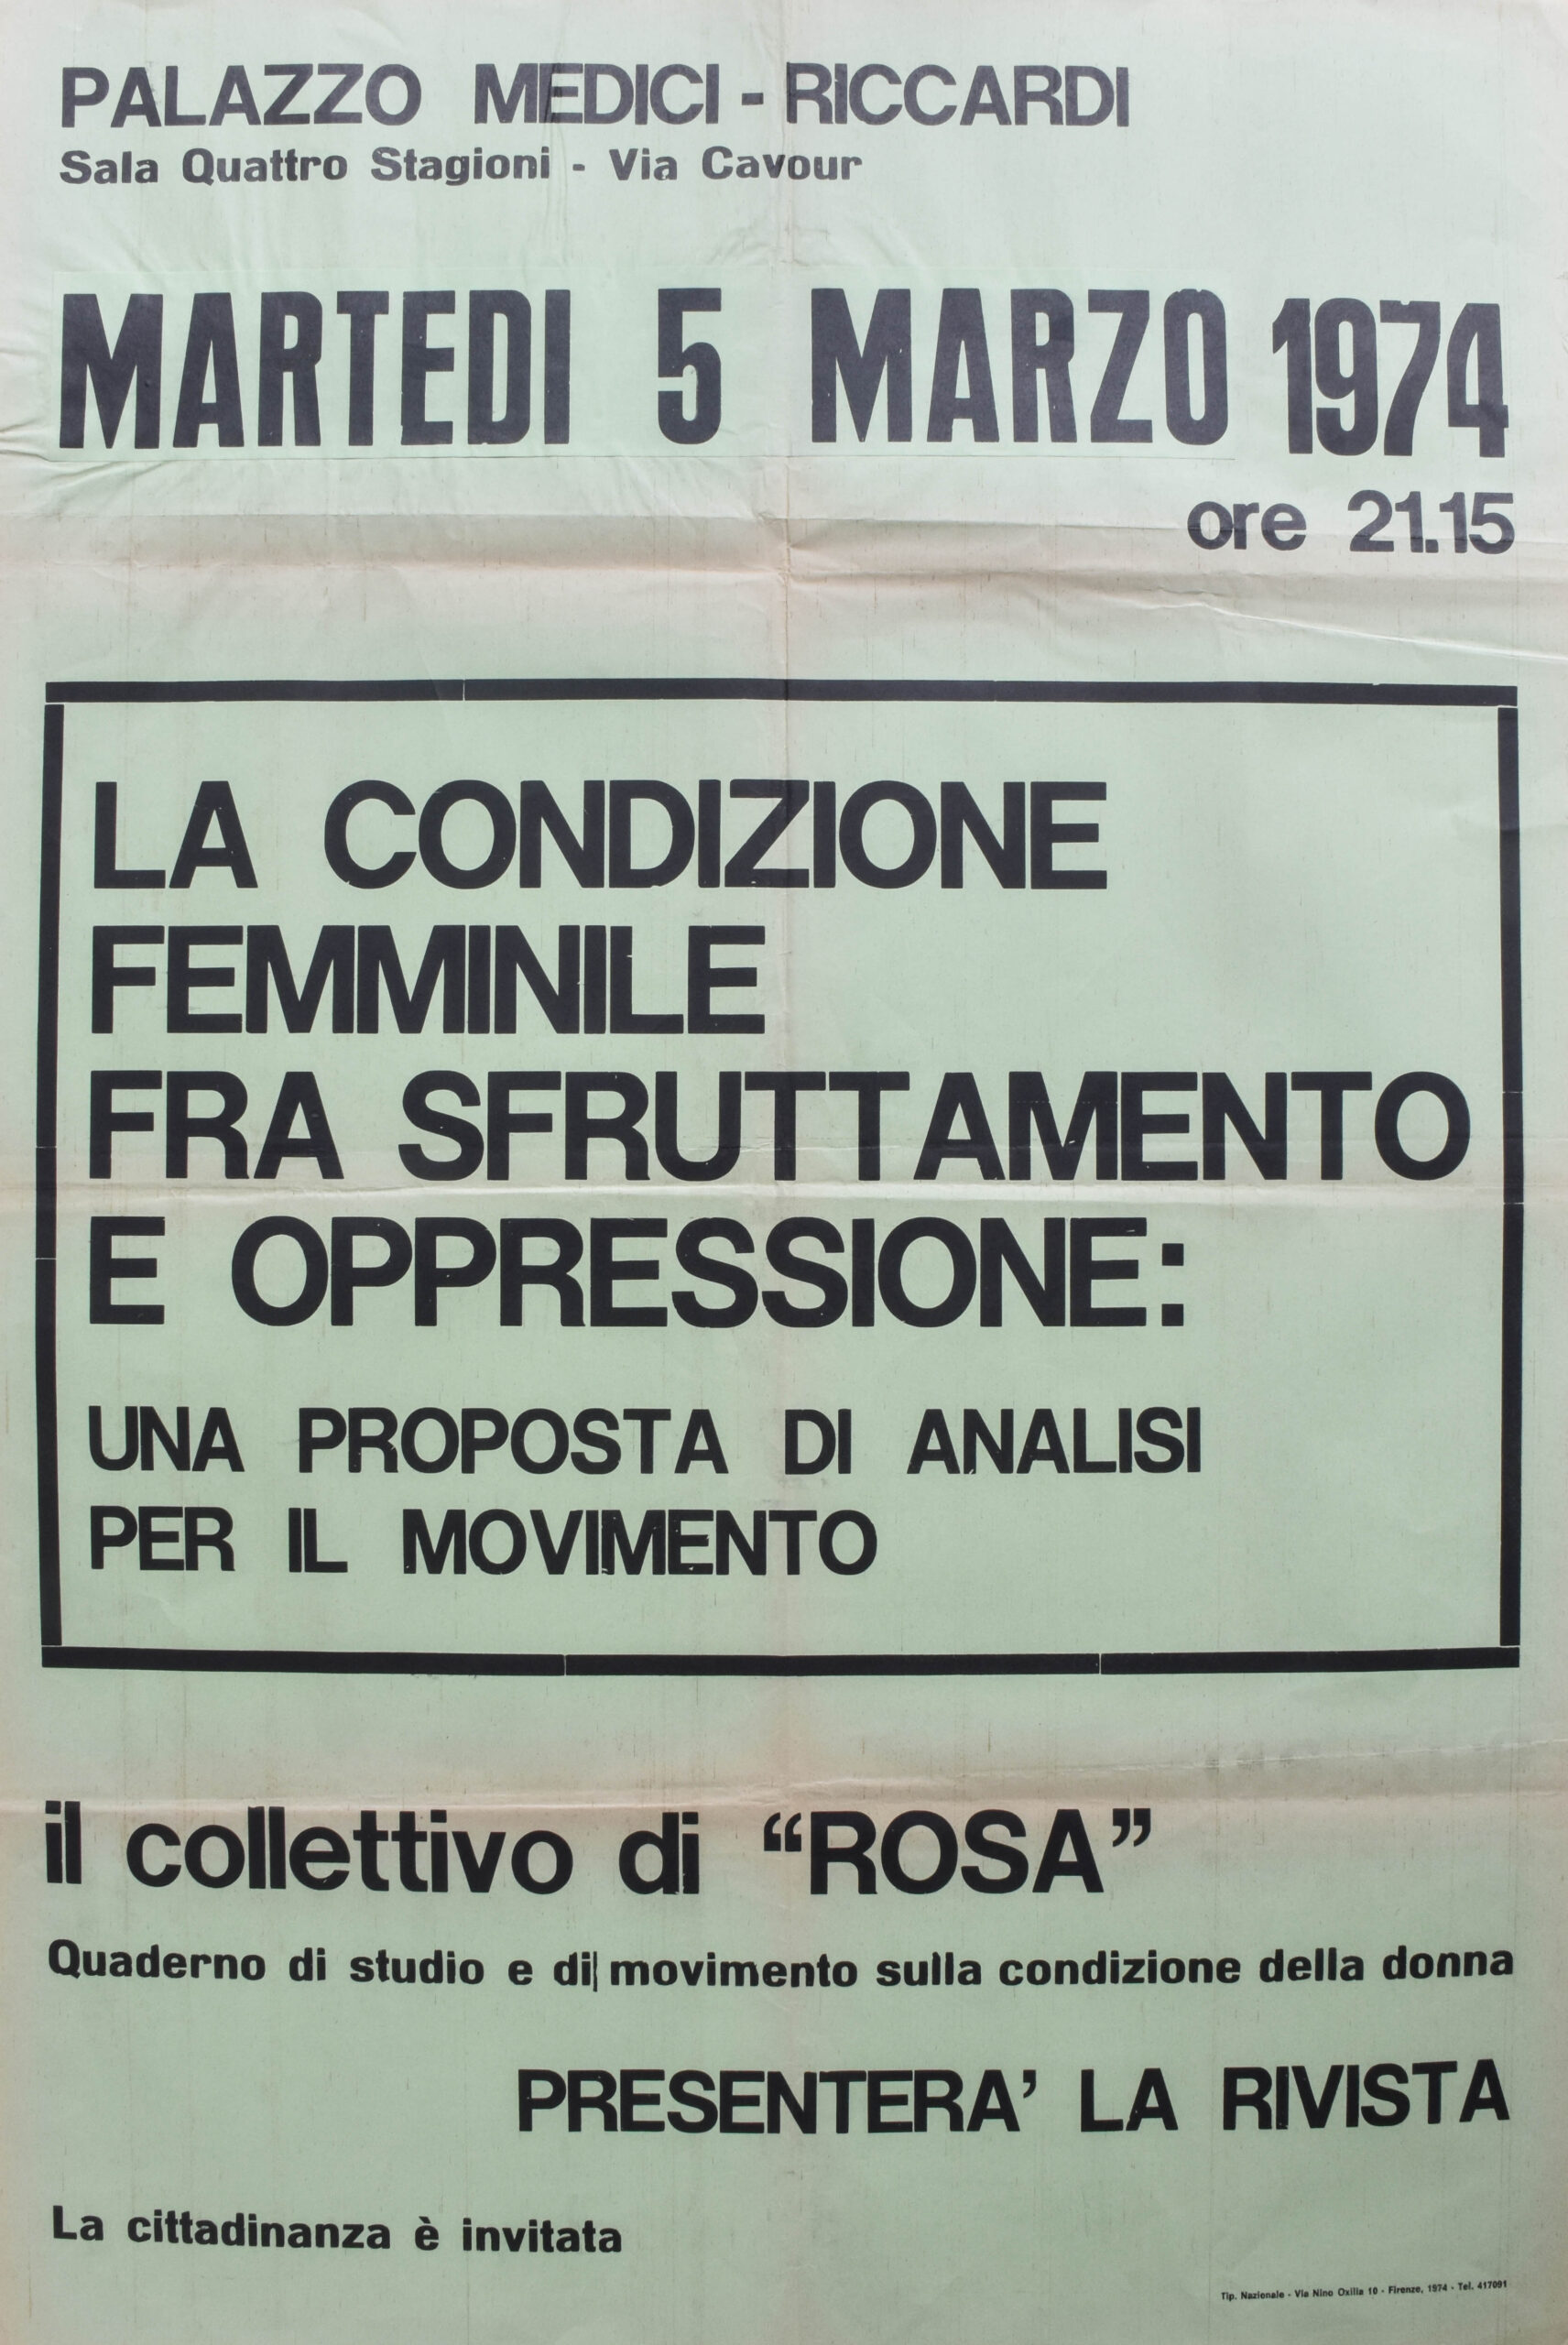 PALAZZO MEDICI - RICCARDI
Sala Quattro Stagioni - Via Cavour
MARTEDI 5 MARZO 1974
ore 21.15
LA CONDIZIONE
FEMMINILE
FRA SFRUTTAMENTO
E OPPRESSIONE:
UNA PROPOSTA DI ANALISI
PER IL MOVIMENTO
il collettivo di “ROSA”
Quaderno di studio e di movimento sulla condizione della donna
PRESENTERA’ LA RIVISTA
La cittadinanza è invitata
Tip. Nazionale - Via Nino Oxilia 10 - Firenze, 1974 - Tel. 417091